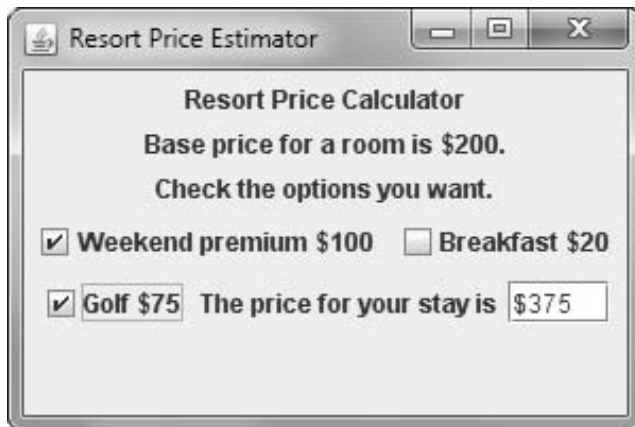 Resort Price Estimator
Resort Price Calculator
Base price for a room is $200.
Check the options you want.
Weekend premium $100 Breakfast $20
Golf $75 The price for your stay is $375